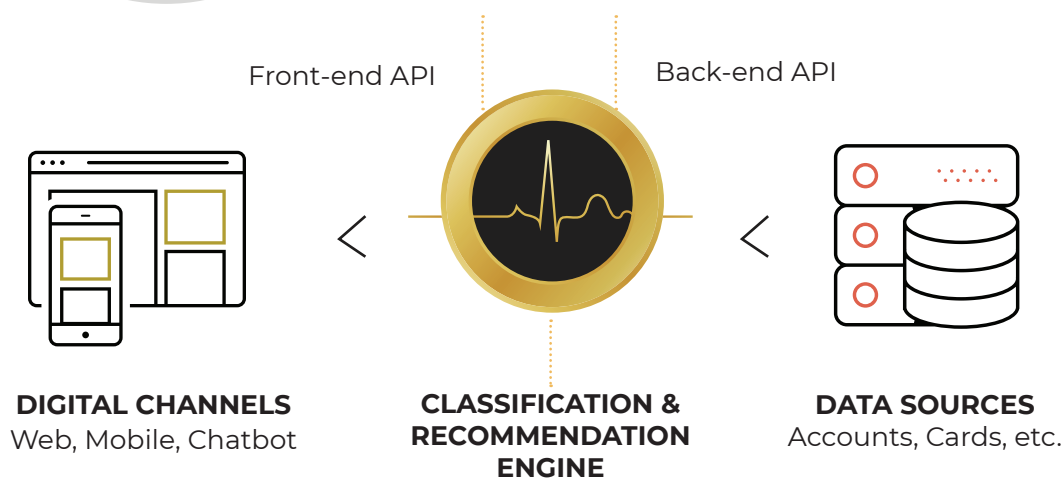 Front-end API
Back-end API
DIGITAL CHANNELS
Web, Mobile, Chatbot
CLASSIFICATION &
RECOMMENDATION
ENGINE
DATA SOURCES
Accounts, Cards, etc.